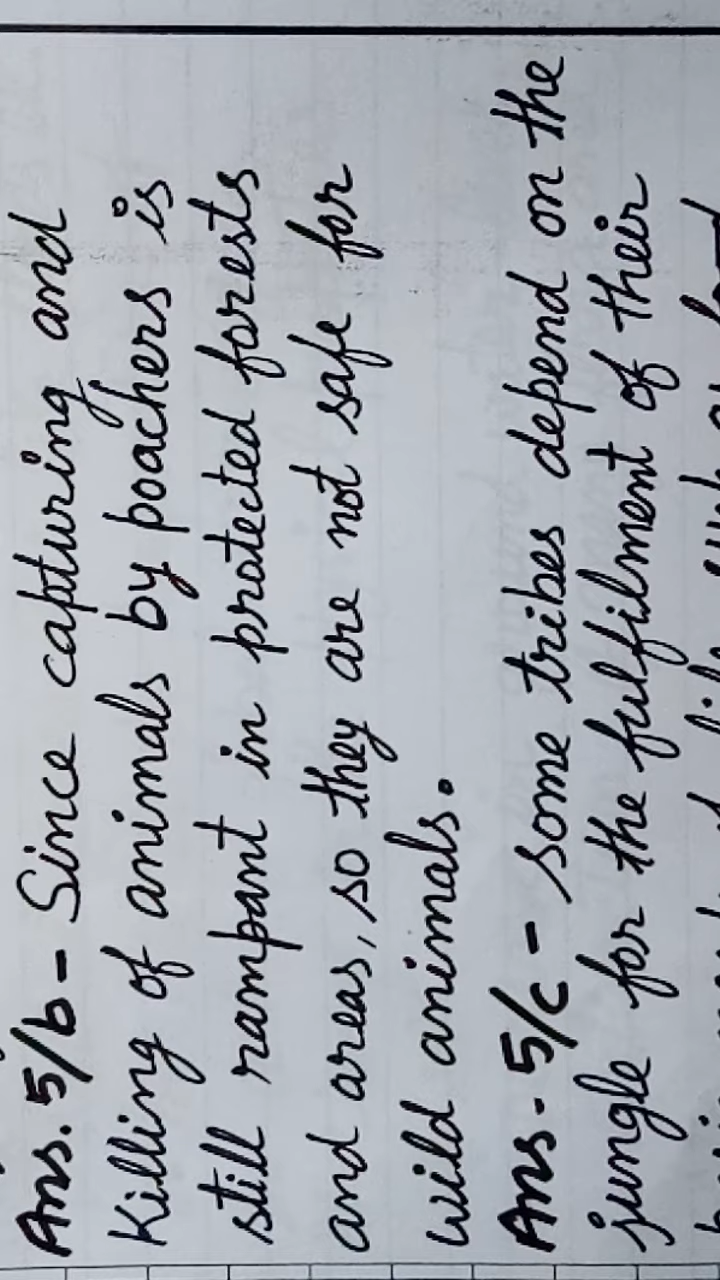 Ans. 5/b - Since capturing and
Killing of animals by poachers is
still rampant in protected forests
and areas, so they are not safe for
wild animals.
Ans - 5/c - some tribes depend on the
jungle for the fulfilment of their